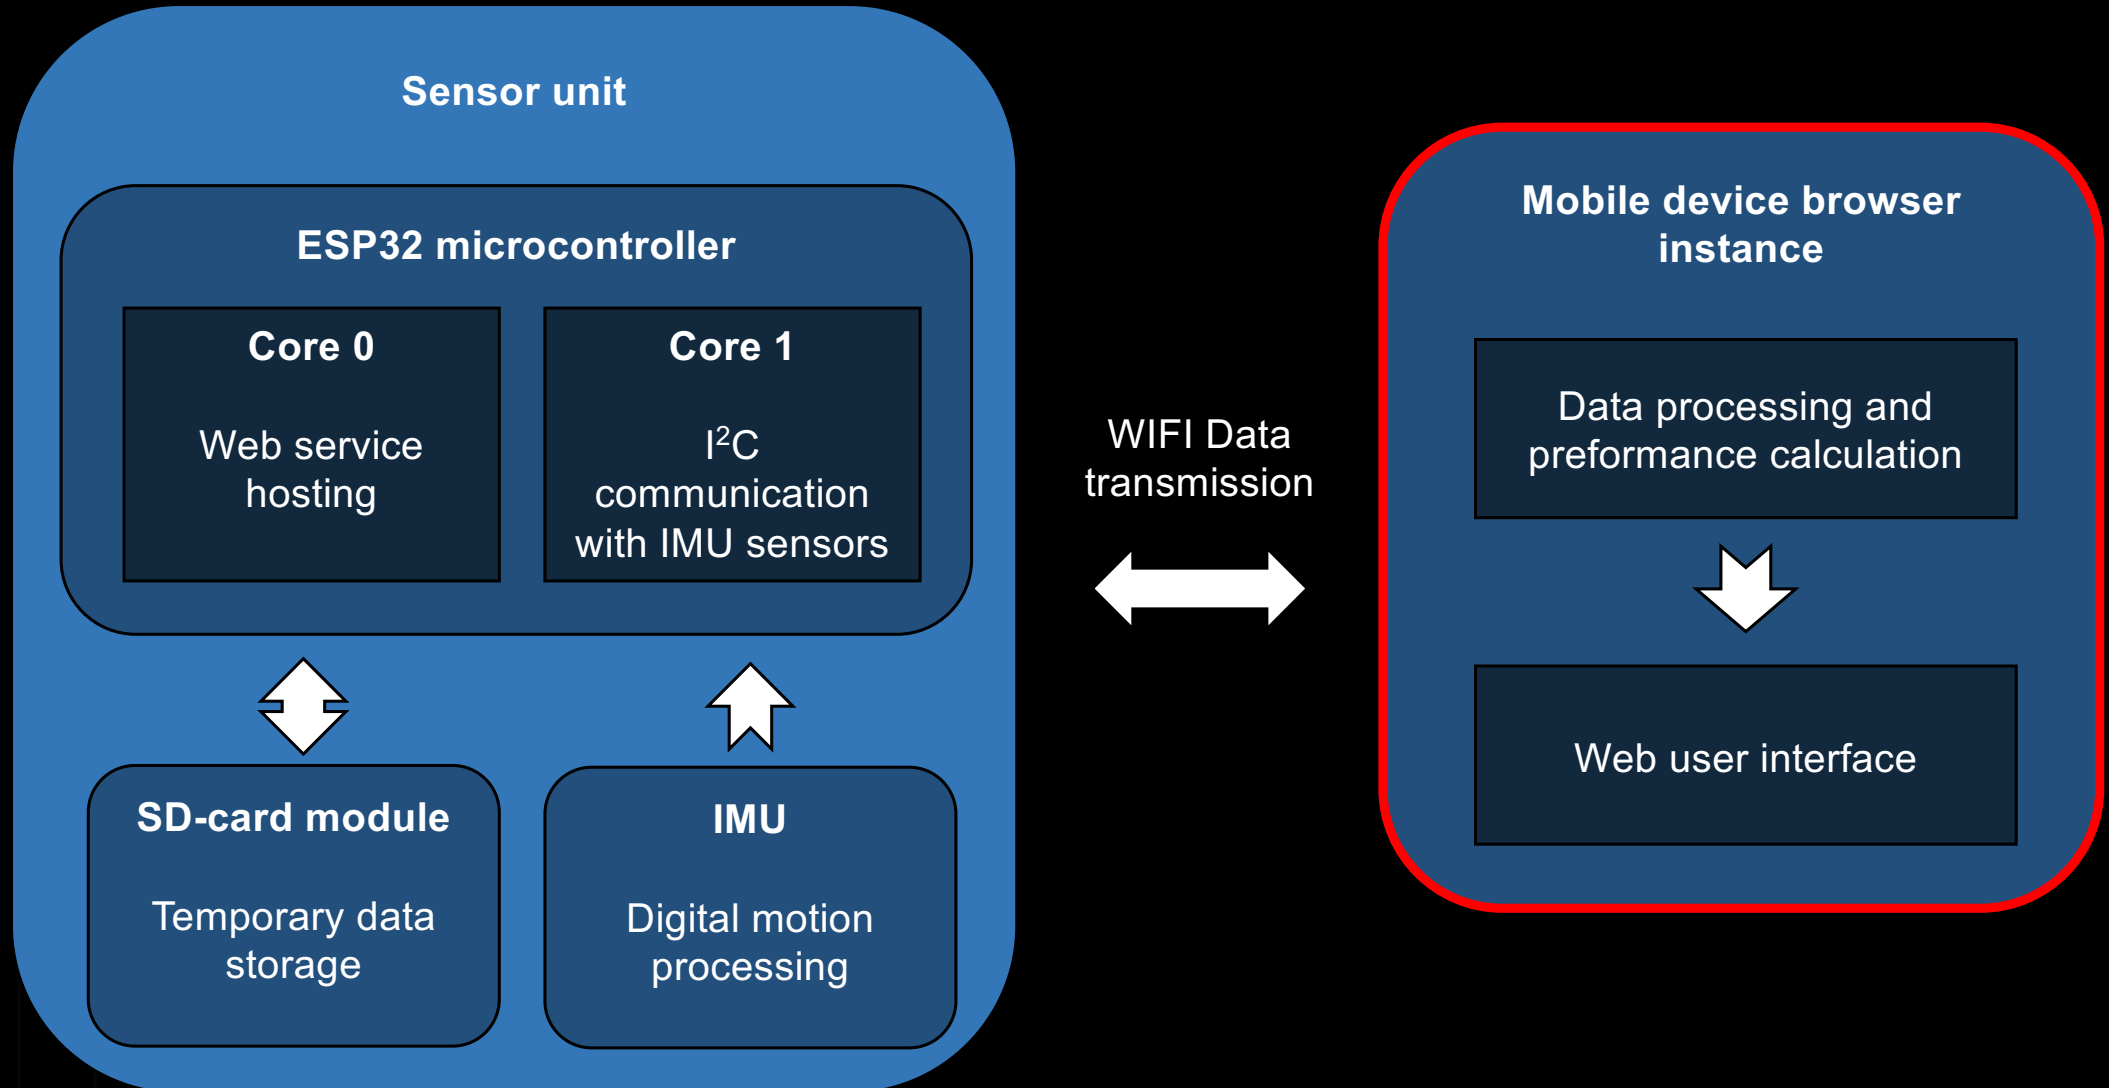 Sensor unit
ESP32 microcontroller
Core 0
Web service
hosting
Core 1
I²C
communication
with IMU sensors
SD-card module
Temporary data
storage
IMU
Digital motion
processing
WIFI Data
transmission
Mobile device browser
instance
Data processing and
preformance calculation
Web user interface